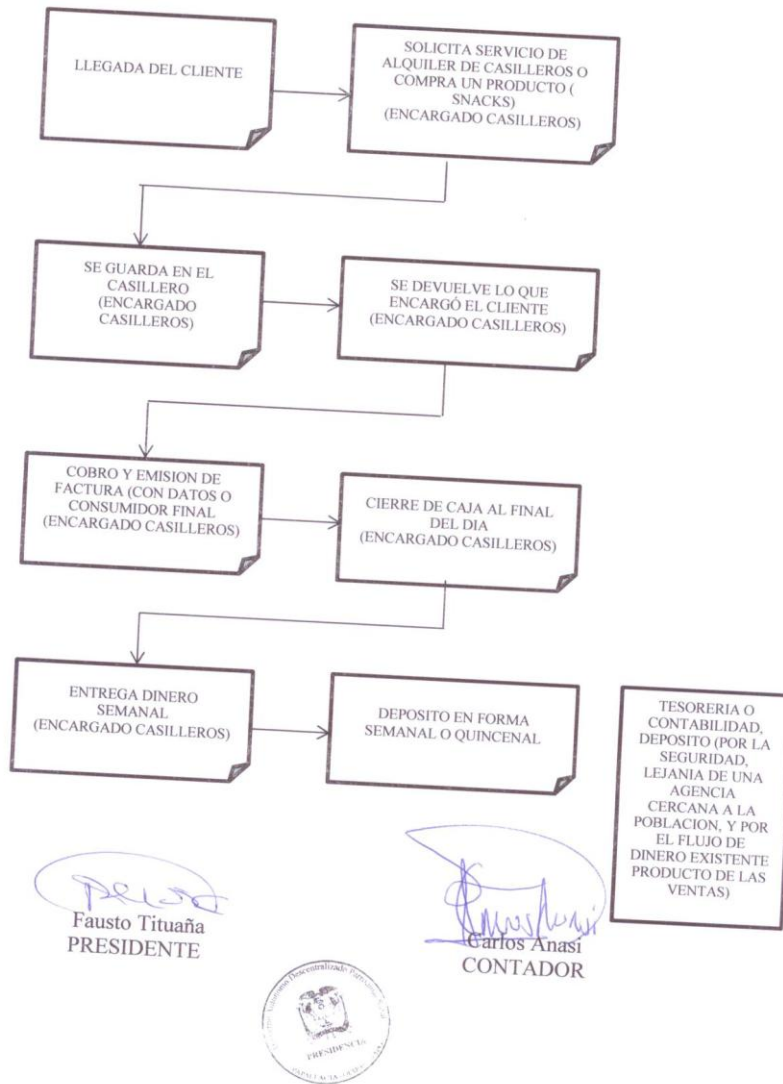 LLEGADA DEL CLIENTE
SOLICITA SERVICIO DE
ALQUILER DE CASILLEROS O
COMPRA UN PRODUCTO (
SNACKS)
(ENCARGADO CASILLEROS)
SE GUARDA EN EL
CASILLERO
(ENCARGADO
CASILLEROS)
SE DEVUELVE LO QUE
ENCARGÓ EL CLIENTE
(ENCARGADO CASILLEROS)
COBRO Y EMISION DE
FACTURA (CON DATOS O
CONSUMIDOR FINAL
(ENCARGADO CASILLEROS)
CIERRE DE CAJA AL FINAL
DEL DIA
(ENCARGADO CASILLEROS)
ENTREGA DINERO
SEMANAL
(ENCARGADO CASILLEROS)
DEPOSITO EN FORMA
SEMANAL O QUINCENAL
TESORERIA O
CONTABILIDAD,
DEPOSITO (POR LA
SEGURIDAD,
LEJANIA DE UNA
AGENCIA
CERCANA A LA
POBLACION, Y POR
EL FLUJO DE
DINERO EXISTENTE
PRODUCTO DE LAS
VENTAS)
Fausto Tituaña
PRESIDENTE
Carlos Anasi
CONTADOR
Descentralizado
PRESIDENCIA